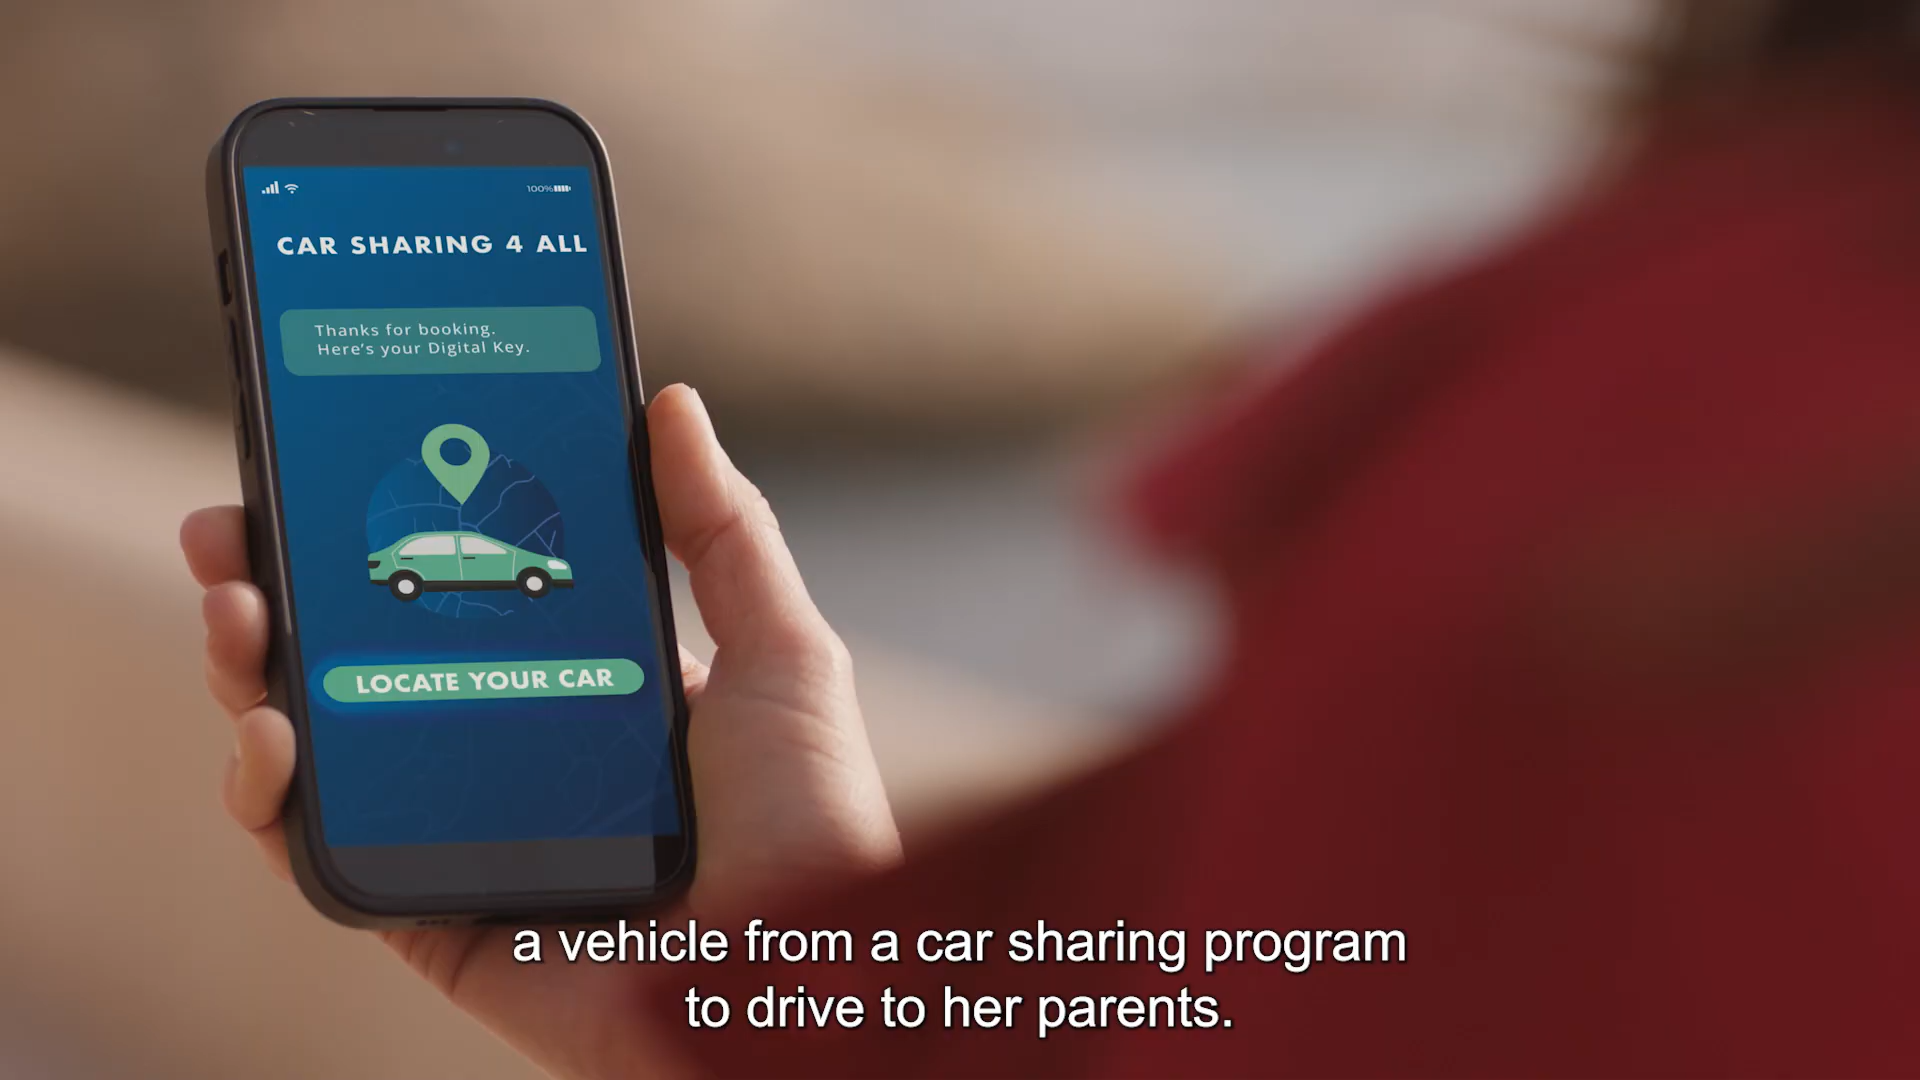 100%
CAR SHARING 4 ALL
Thanks for booking.
Here's your Digital Key.
LOCATE YOUR CAR
a vehicle from a car sharing program
to drive to her parents.